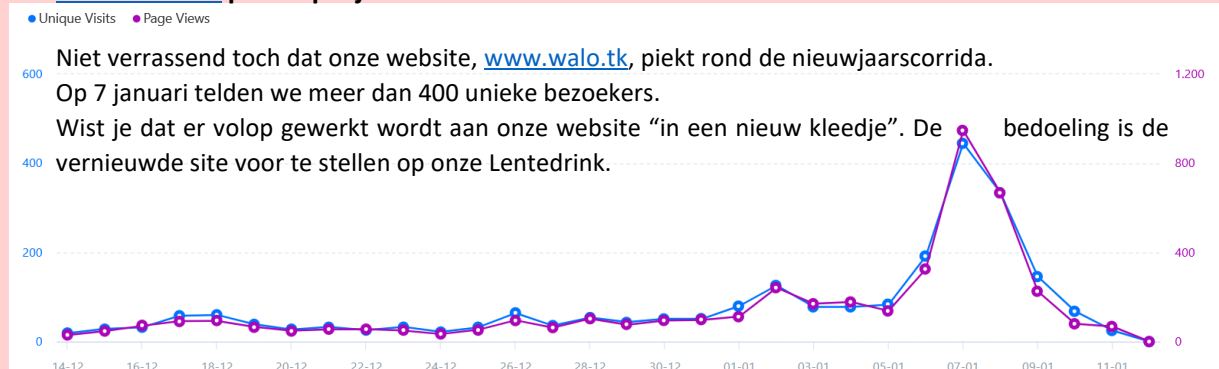 Unique Visits Page Views
Niet verrassend toch dat onze website, www.walo.tk, piekt rond de nieuwjaarscorrida.
600 1.200
Op 7 januari telden we meer dan 400 unieke bezoekers.
Wist je dat er volop gewerkt wordt aan onze website “in een nieuw kleedje”. De bedoeling is de
400 vernieuwde site voor te stellen op onze Lentedrink. 800
200 400
0 0
14-12 16-12 18-12 20-12 22-12 24-12 26-12 28-12 30-12 01-01 03-01 05-01 07-01 09-01 11-01